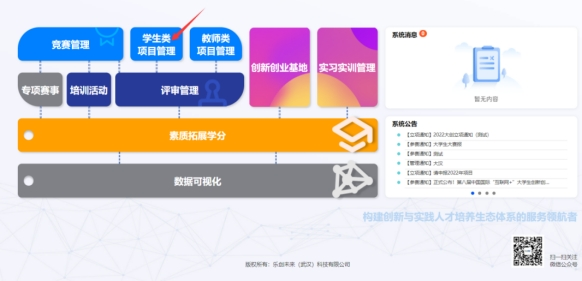 竞赛管理
学生类
项目管理
教师类
项目管理
创新创业基地
实习实训管理
专项赛事
培训活动
评审管理
素质拓展学分
数据可视化
系统消息 0
暂无内容
系统公告
【立项通知】2022大创立项通知（测试）
【参赛通知】大学生大赛网
【参赛通知】测试
【管理通知】大汉
【立项通知】佛中明2022年项目
【参赛通知】正式公布！第八届中国国际“互联网+”大学生创新创...
构建创新与实践人才培养生态体系的服务领航者
版权所有：乐创未来（武汉）科技有限公司
扫一扫关注
微信公众号